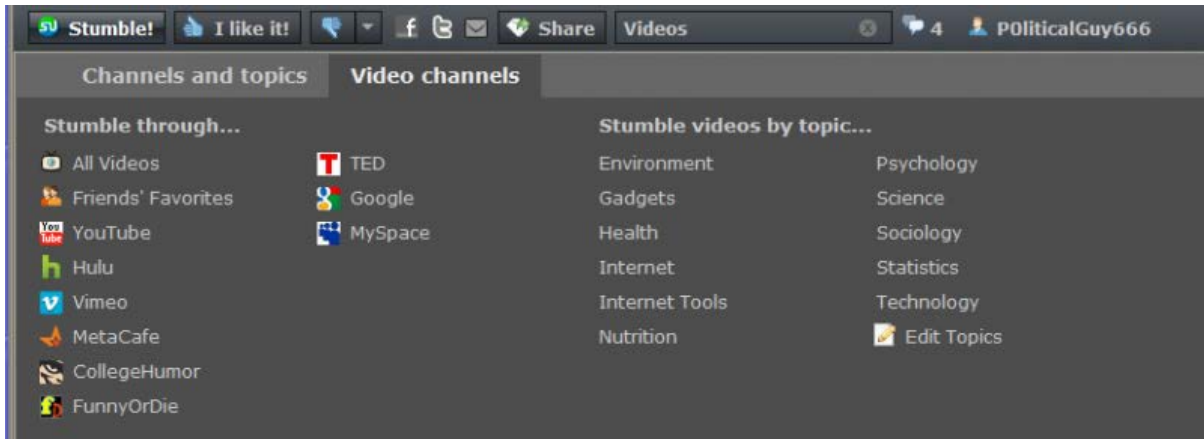 Stumble! I like it! Share Videos 4 P0liticalGuy666
Channels and topics Video channels
Stumble through...
All Videos
Friends' Favorites
YouTube
Hulu
Vimeo
MetaCafe
CollegeHumor
FunnyOrDie
TED
Google
MySpace
Stumble videos by topic...
Environment
Gadgets
Health
Internet
Internet Tools
Nutrition
Psychology
Science
Sociology
Statistics
Technology
Edit Topics